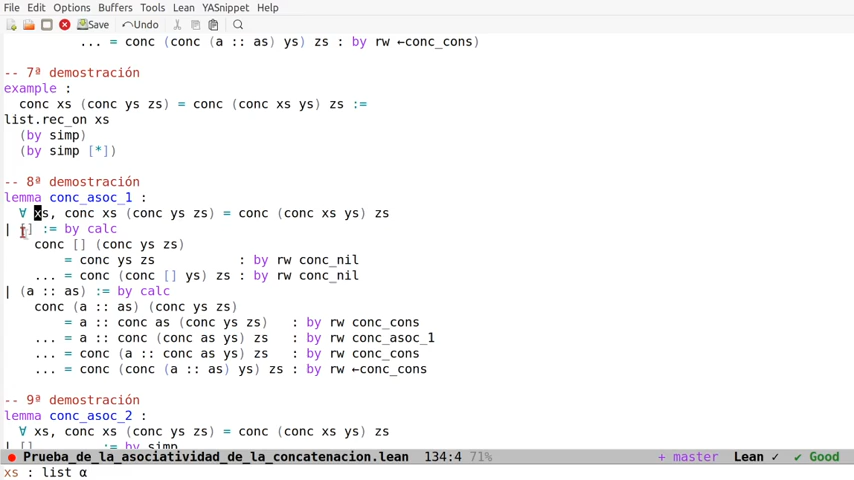 File Edit Options Buffers Tools Lean YASnippet Help
Save Undo
... = conc (conc (a :: as) ys) zs : by rw ←conc_cons)
-- 7ª demostración
example :
conc xs (conc ys zs) = conc (conc xs ys) zs :=
list.rec_on xs
(by simp)
(by simp [*])
-- 8ª demostración
lemma conc_asoc_1 :
∀ xs, conc xs (conc ys zs) = conc (conc xs ys) zs
| [] := by calc
conc [] (conc ys zs)
= conc ys zs : by rw conc_nil
... = conc (conc [] ys) zs : by rw conc_nil
| (a :: as) := by calc
conc (a :: as) (conc ys zs)
= a :: conc as (conc ys zs) : by rw conc_cons
... = a :: conc (conc as ys) zs : by rw conc_asoc_1
... = conc (a :: conc as ys) zs : by rw conc_cons
... = conc (conc (a :: as) ys) zs : by rw ←conc_cons
-- 9ª demostración
lemma conc_asoc_2 :
∀ xs, conc xs (conc ys zs) = conc (conc xs ys) zs
| [] := by simp
Prueba_de_la_asociatividad_de_la_concatenacion.lean 134:4 71% + master Lean ✓ ✓ Good
xs : list α